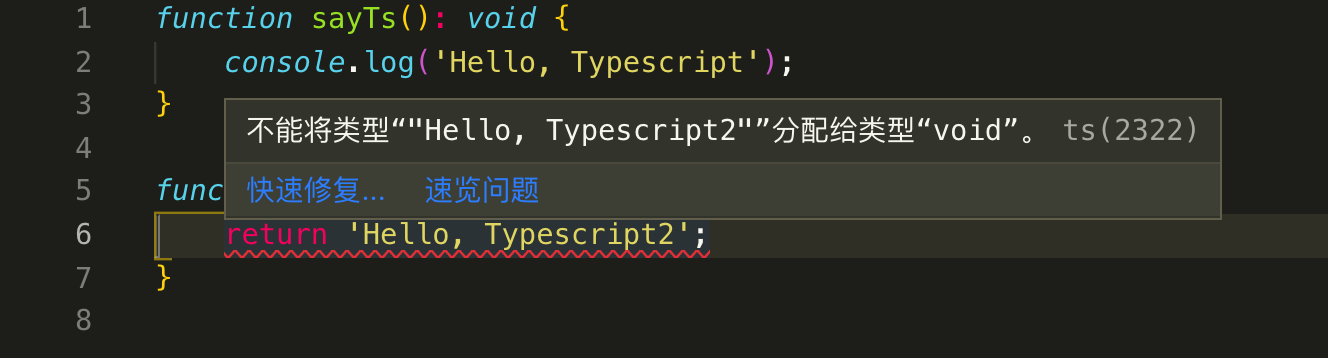 1 function sayTs(): void {
2 console.log('Hello, Typescript');
3 }
不能将类型“"Hello, Typescript2"”分配给类型“void”。 ts(2322)
4
快速修复... 速览问题
5 func
6 return 'Hello, Typescript2';
7 }
8